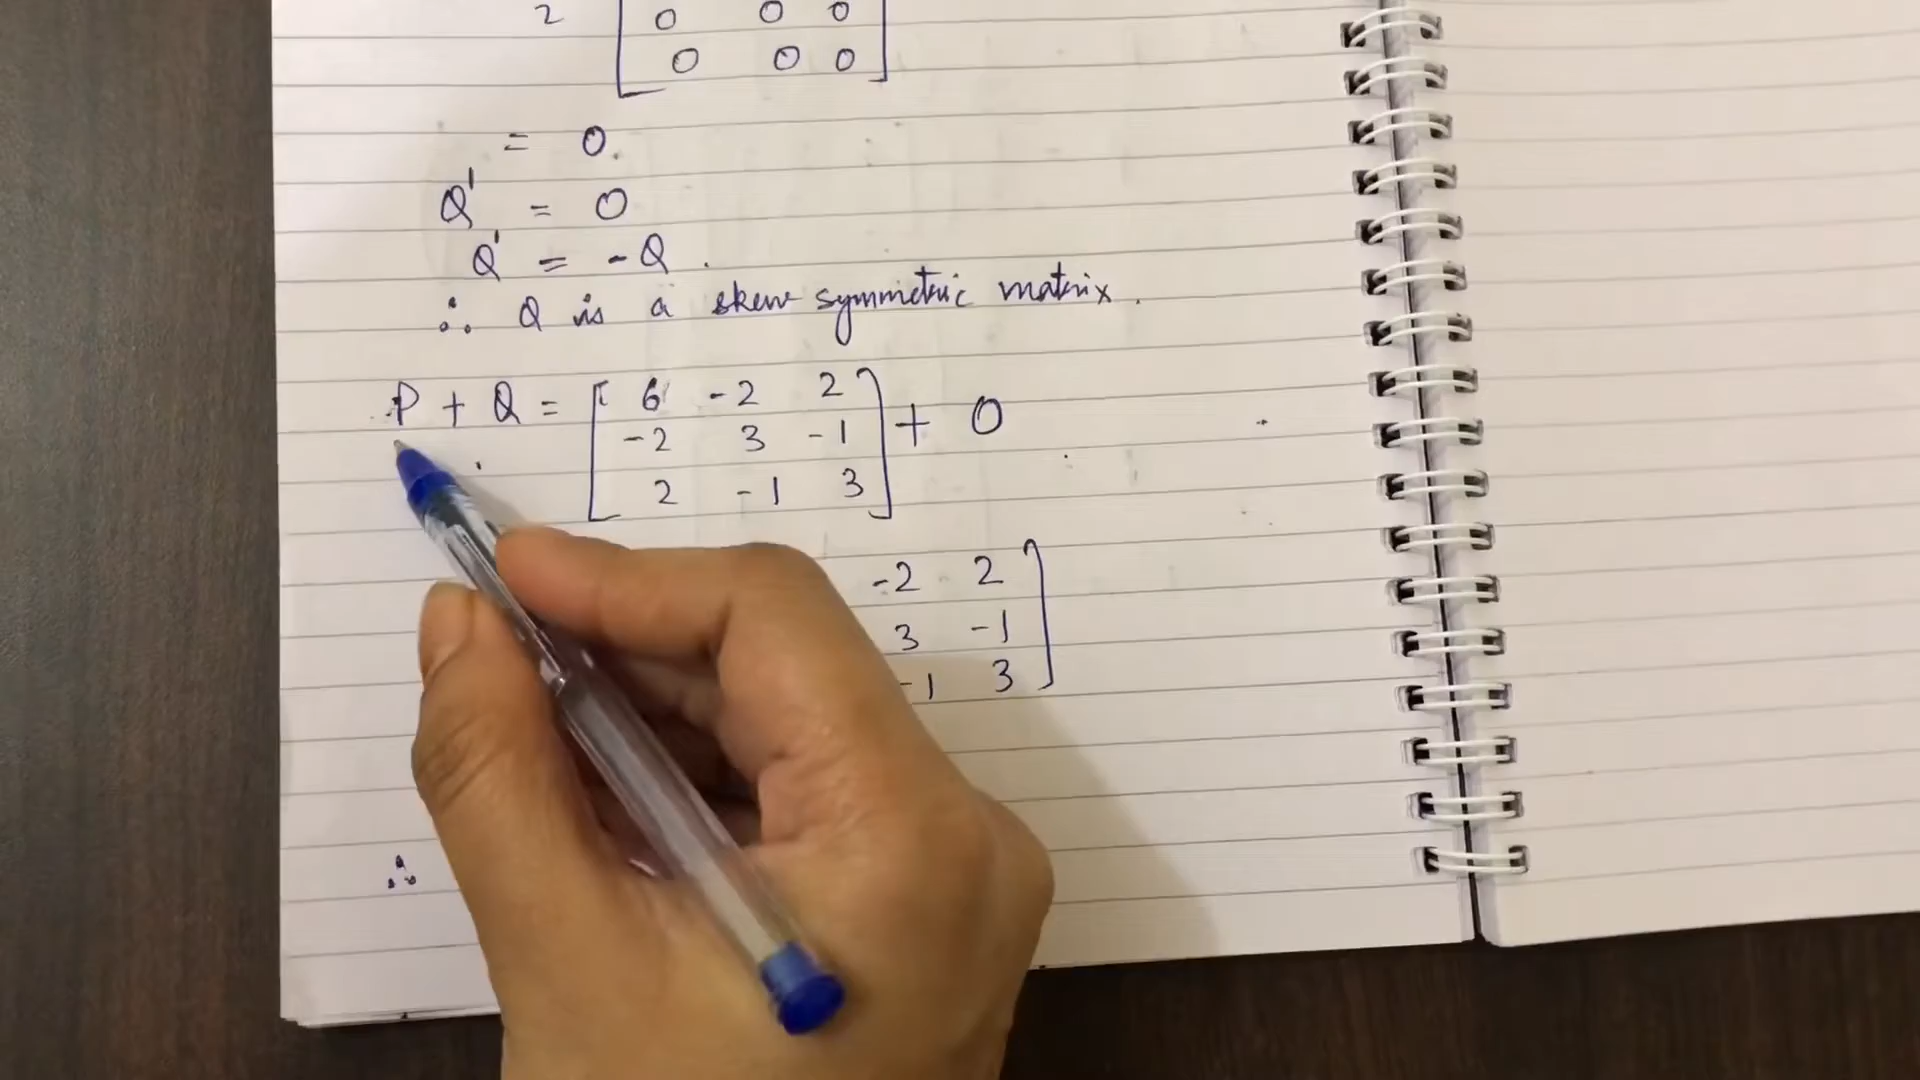 2 [ 0 0 0
0 0 0 ]
= 0.
Q' = 0
Q' = -Q.
∴ Q is a skew symmetric matrix.
P + Q = [ 6 -2 2 ] + 0
-2 3 -1
2 -1 3
-2 2
3 -1
-1 3
∴